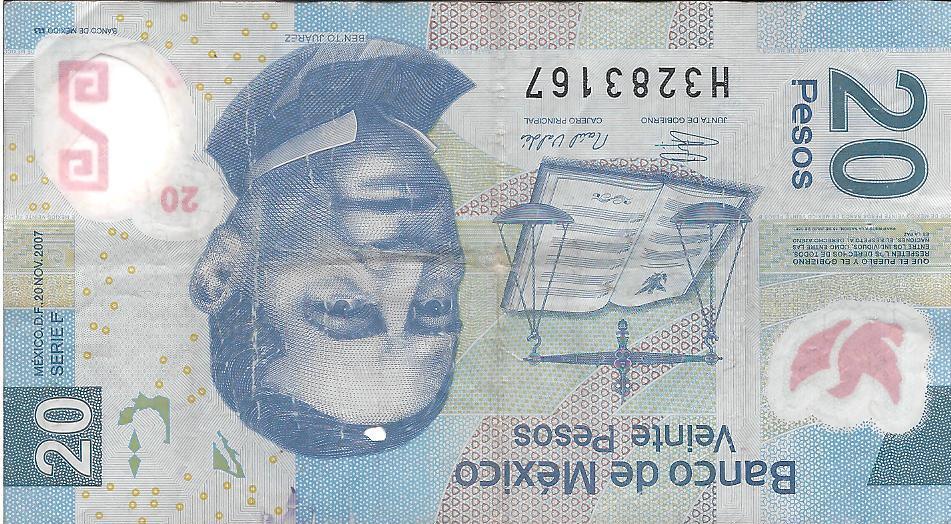 Banco de México
Veinte Pesos
20
QUE EL PUEBLO Y EL GOBIERNO
RESPETEN LOS DERECHOS DE TODOS.
ENTRE LOS INDIVIDUOS, COMO ENTRE LAS
NACIONES, EL RESPETO AL DERECHO AJENO
ES LA PAZ
JUNTA DE GOBIERNO
CAJERO PRINCIPAL
H3283167
20
Pesos
MÉXICO, D.F. 20 NOV. 2007
SERIE F
20
BENITO JUÁREZ
BANCO DE MÉXICO